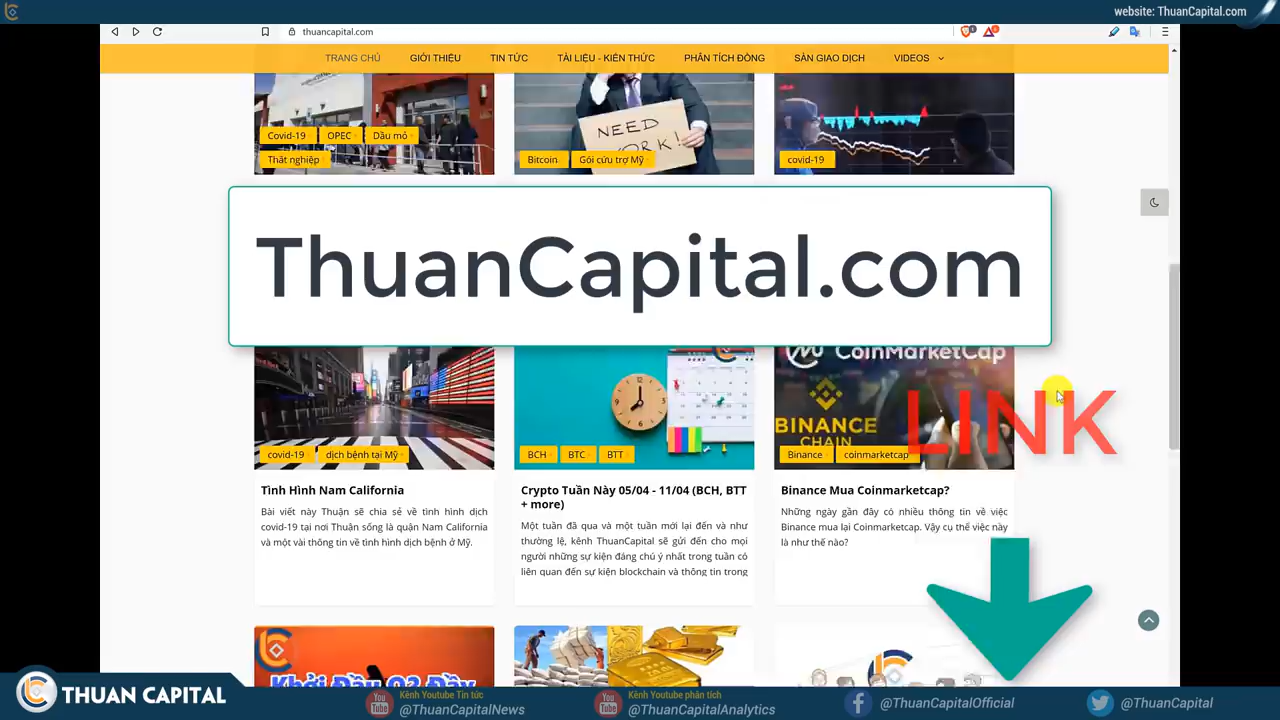 website: ThuanCapital.com
thuancapital.com
TRANG CHỦ
GIỚI THIỆU
TIN TỨC
TÀI LIỆU - KIẾN THỨC
PHÂN TÍCH ĐỘNG
SÀN GIAO DỊCH
VIDEOS
Covid-19
OPEC
Dầu mỏ
Thất nghiệp
NEED
WORK!
Bitcoin
Gói cứu trợ Mỹ
covid-19
ThuanCapital.com
CoinMarketCap
BINANCE
CHAIN
LINK
covid-19
dịch bệnh tại Mỹ
BCH
BTC
BTT
Binance
coinmarketcap
Tình Hình Nam California
Bài viết này Thuận sẽ chia sẻ về tình hình dịch
covid-19 tại nơi Thuận sống là quận Nam California
và một vài thông tin về tình hình dịch bệnh ở Mỹ.
Crypto Tuần Này 05/04 - 11/04 (BCH, BTT
+ more)
Một tuần đã qua và một tuần mới lại đến và như
thường lệ, kênh ThuanCapital sẽ gửi đến cho mọi
người những sự kiện đáng chú ý nhất trong tuần có
liên quan đến sự kiện blockchain và thông tin trong
Binance Mua Coinmarketcap?
Những ngày gần đây có nhiều thông tin về việc
Binance mua lại Coinmarketcap. Vậy cụ thể việc này
là như thế nào?
Khởi Đầu 03 Đầy
THUAN CAPITAL
Kênh Youtube Tin tức
@ThuanCapitalNews
Kênh Youtube phân tích
@ThuanCapitalAnalytics
@ThuanCapitalOfficial
@ThuanCapital